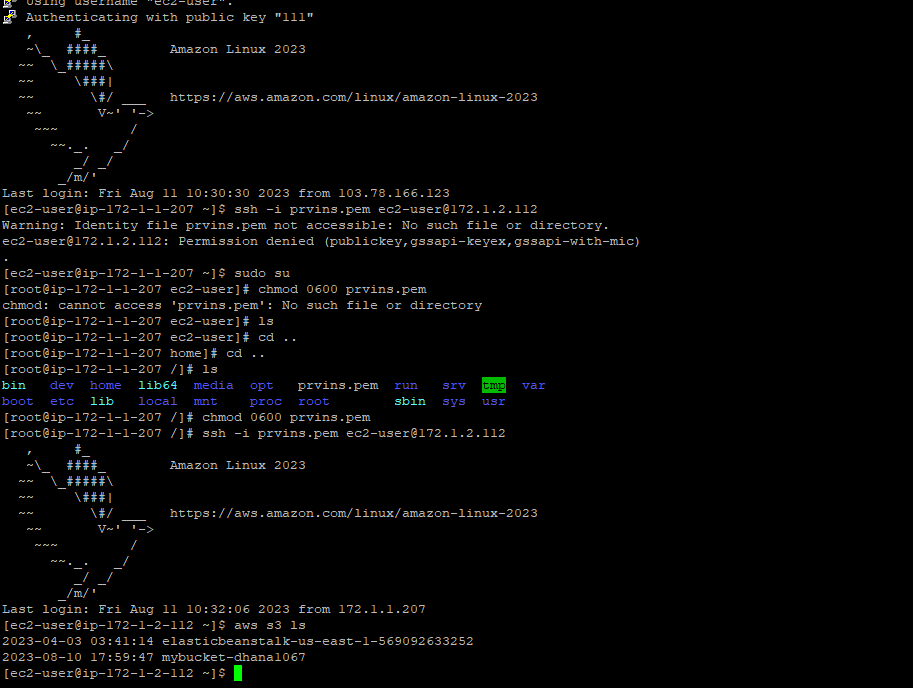 Using username "ec2-user".
Authenticating with public key "111"
   ,     #_
   ~\_  ####_        Amazon Linux 2023
  ~~  \_#####\
  ~~     \###|
  ~~       \#/ ___   https://aws.amazon.com/linux/amazon-linux-2023
   ~~       V~' '->
    ~~~         /
      ~~._.   _/
         _/ _/
       _/m/'
Last login: Fri Aug 11 10:30:30 2023 from 103.78.166.123
[ec2-user@ip-172-1-1-207 ~]$ ssh -i prvins.pem ec2-user@172.1.2.112
Warning: Identity file prvins.pem not accessible: No such file or directory.
ec2-user@172.1.2.112: Permission denied (publickey,gssapi-keyex,gssapi-with-mic)
.
[ec2-user@ip-172-1-1-207 ~]$ sudo su
[root@ip-172-1-1-207 ec2-user]# chmod 0600 prvins.pem
chmod: cannot access 'prvins.pem': No such file or directory
[root@ip-172-1-1-207 ec2-user]# ls
[root@ip-172-1-1-207 ec2-user]# cd ..
[root@ip-172-1-1-207 home]# cd ..
[root@ip-172-1-1-207 /]# ls
bin   dev  home  lib64  media  opt   prvins.pem  run   srv  tmp  var
boot  etc  lib   local  mnt    proc  root        sbin  sys  usr
[root@ip-172-1-1-207 /]# chmod 0600 prvins.pem
[root@ip-172-1-1-207 /]# ssh -i prvins.pem ec2-user@172.1.2.112
   ,     #_
   ~\_  ####_        Amazon Linux 2023
  ~~  \_#####\
  ~~     \###|
  ~~       \#/ ___   https://aws.amazon.com/linux/amazon-linux-2023
   ~~       V~' '->
    ~~~         /
      ~~._.   _/
         _/ _/
       _/m/'
Last login: Fri Aug 11 10:32:06 2023 from 172.1.1.207
[ec2-user@ip-172-1-2-112 ~]$ aws s3 ls
2023-04-03 03:41:14 elasticbeanstalk-us-east-1-569092633252
2023-08-10 17:59:47 mybucket-dhana1067
[ec2-user@ip-172-1-2-112 ~]$